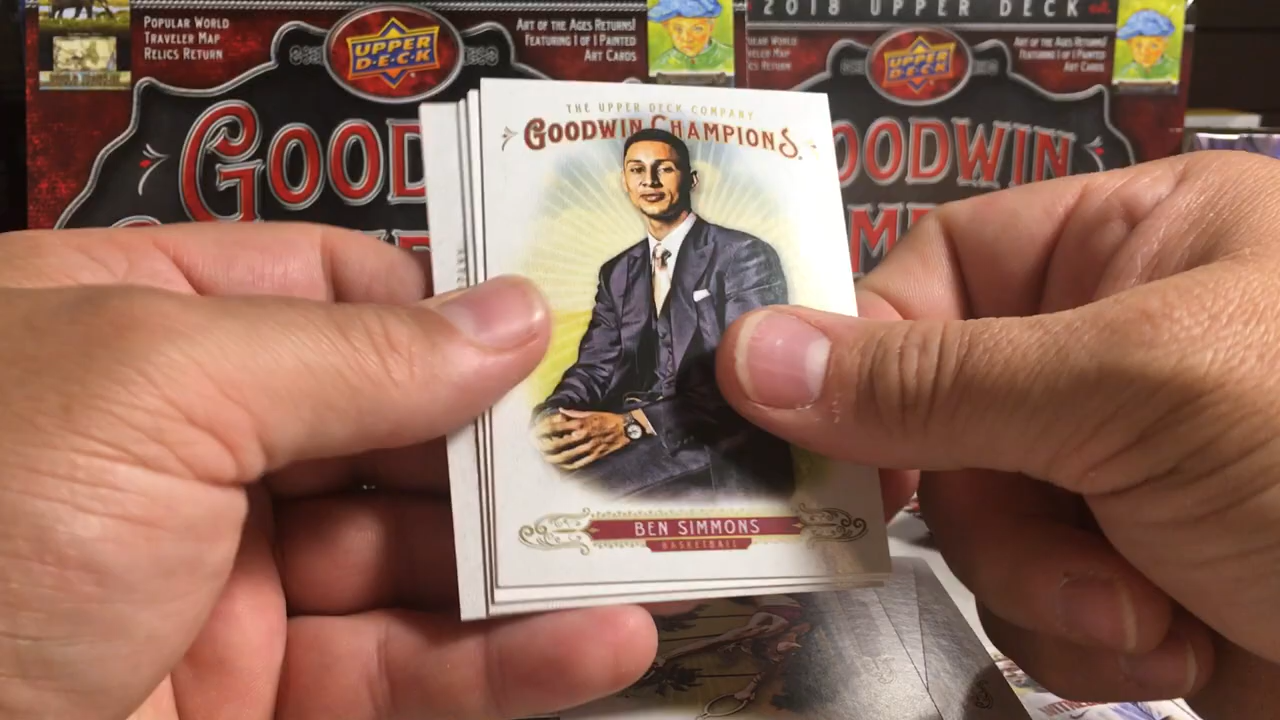 POPULAR WORLD
TRAVELER MAP
RELICS RETURN
UPPER
D·E·C·K
ART OF THE AGES RETURNS!
FEATURING 1 OF 1 PAINTED
ART CARDS
2018 UPPER DECK
UPPER
DECK
ART OF THE AGES RETURNS!
FEATURING 1 OF 1 PAINTED
ART CARDS
GOOD
OODWIN
THE UPPER DECK COMPANY
GOODWIN CHAMPIONS
BEN SIMMONS
BASKETBALL